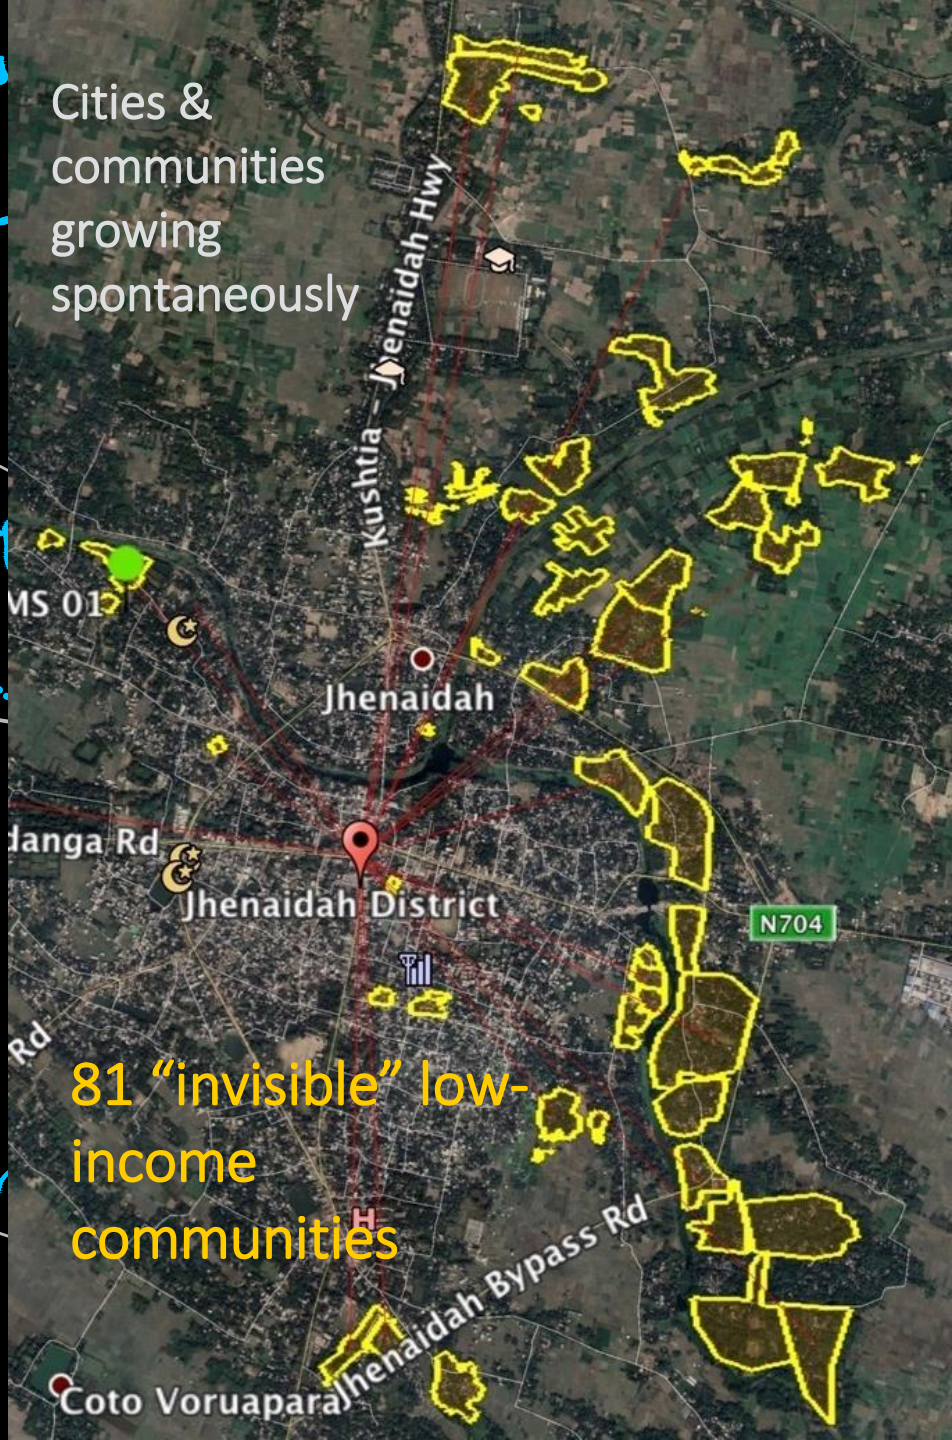 Cities &
communities
growing
spontaneously
Kushtia - Jhenaidah Hwy
MS 01
Jhenaidah
danga Rd
Jhenaidah District
N704
Rd
81 “invisible” low-
income
communities
H
Jhenaidah Bypass Rd
Coto Voruapara